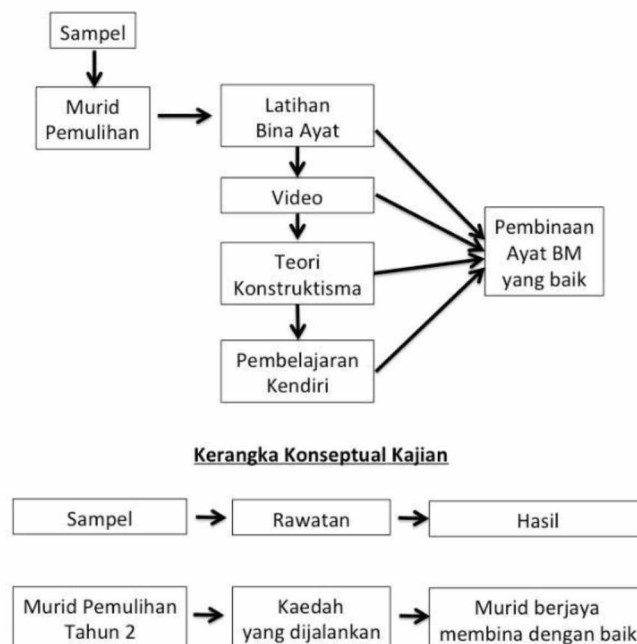 Sampel
Murid
Pemulihan
Latihan
Bina Ayat
Video
Teori
Konstruktisma
Pembelajaran
Kendiri
Pembinaan
Ayat BM
yang baik
Kerangka Konseptual Kajian
Sampel
Rawatan
Hasil
Murid Pemulihan
Tahun 2
Kaedah
yang dijalankan
Murid berjaya
membina dengan baik